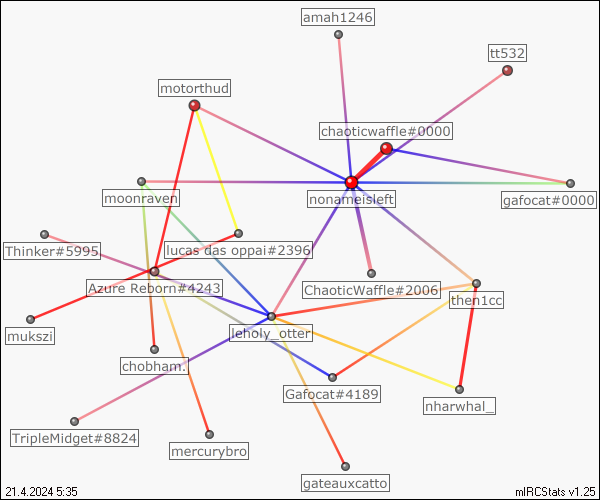 amah1246
tt532
motorthud
chaoticwaffle#0000
moonraven
nonameisleft
gafocat#0000
Thinker#5995
lucas das oppai#2396
Azure Reborn#4243
ChaoticWaffle#2006
then1cc
mukszi
leholy_otter
chobham.
Gafocat#4189
nharwhal_
TripleMidget#8824
mercurybro
gateauxcatto
21.4.2024 5:35
mIRCStats v1.25